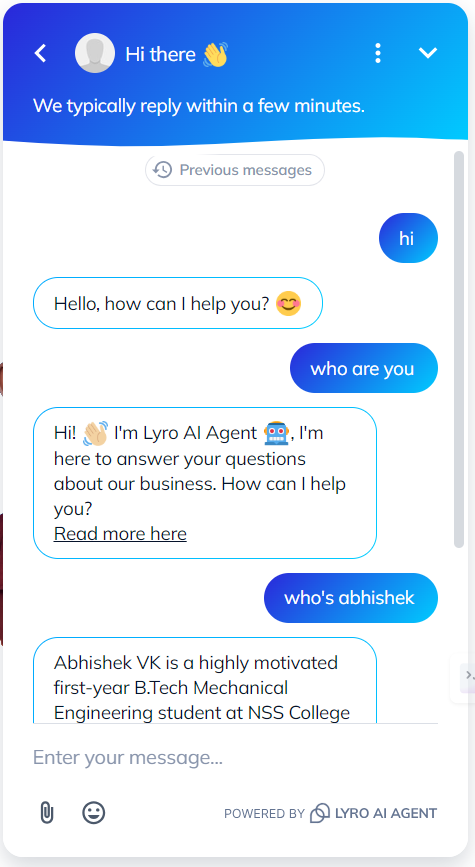 Hi there 👋
We typically reply within a few minutes.
Previous messages
hi
Hello, how can I help you? 😊
who are you
Hi! 👋 I'm Lyro AI Agent 🤖, I'm
here to answer your questions
about our business. How can I help
you?
Read more here
who's abhishek
Abhishek VK is a highly motivated
first-year B.Tech Mechanical
Engineering student at NSS College
Enter your message...
POWERED BY LYRO AI AGENT